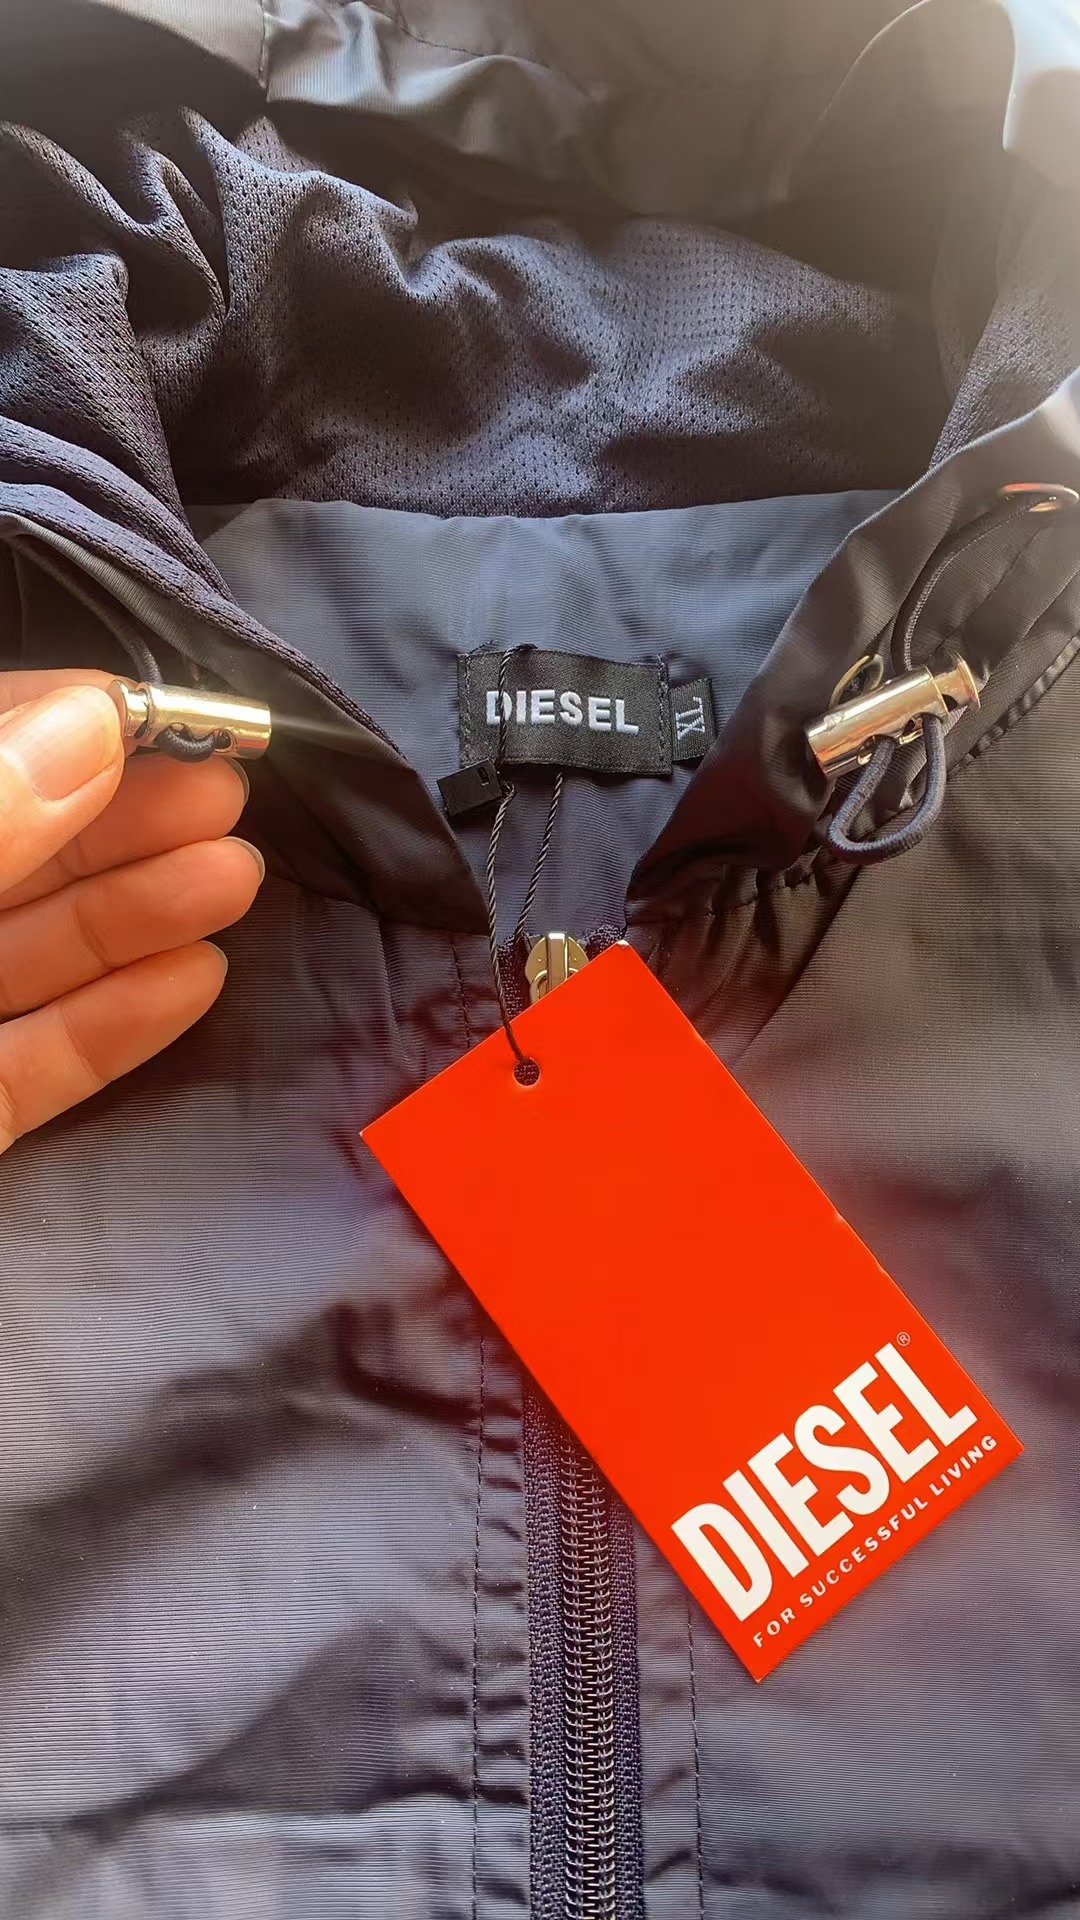 DIESEL
XL
DIESEL®
FOR SUCCESSFUL LIVING